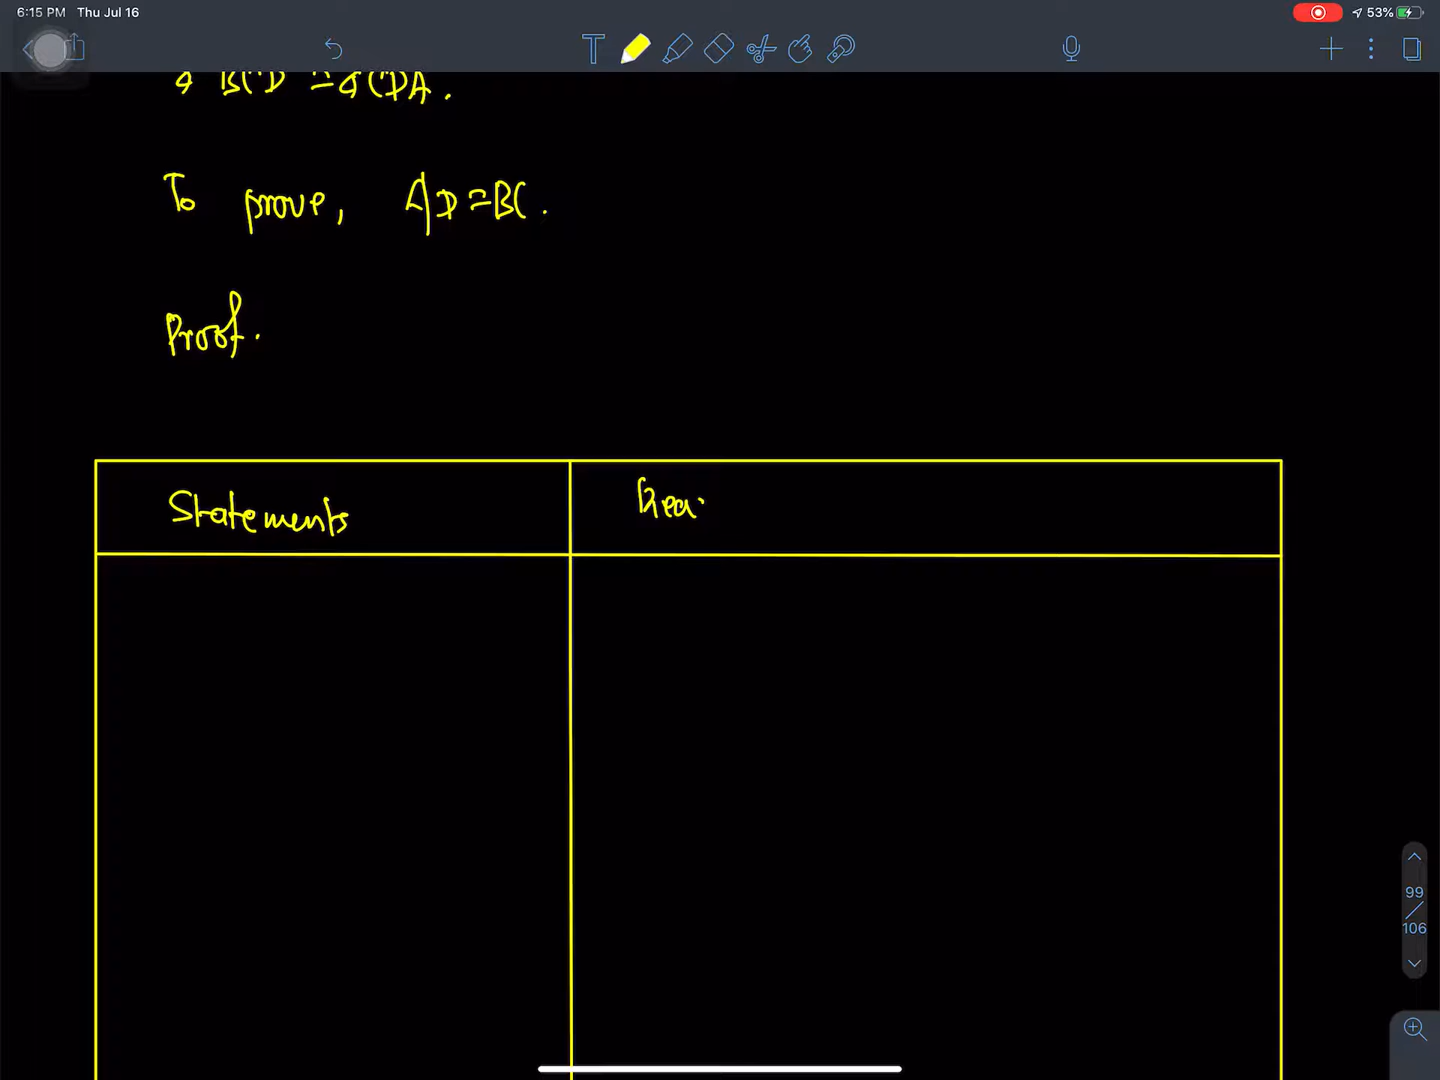 6:15 PM Thu Jul 16
53%
∢ BCD ≅ ∢ CDA.
To prove, AD = BC.
Proof.
Statements
Rea
99
106